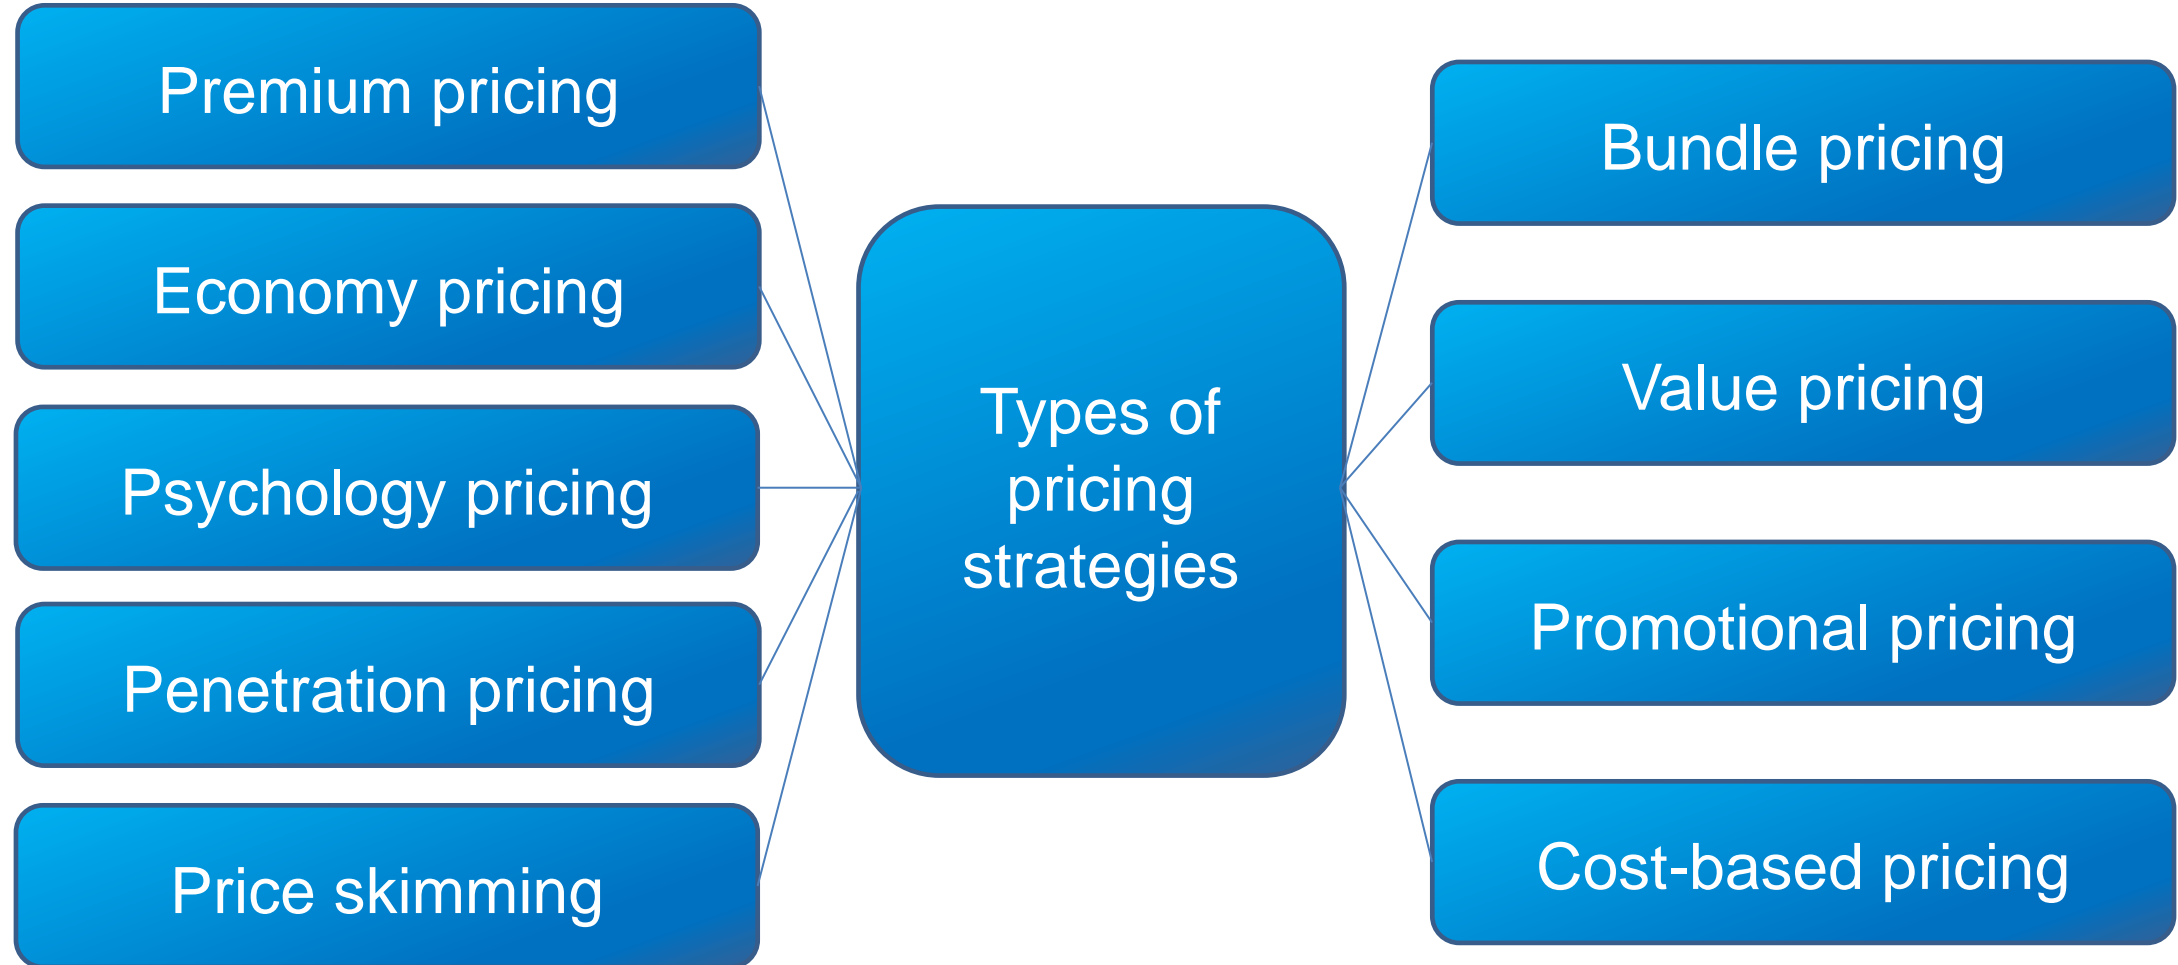 Premium pricing
Economy pricing
Psychology pricing
Penetration pricing
Price skimming
Types of
pricing
strategies
Bundle pricing
Value pricing
Promotional pricing
Cost-based pricing